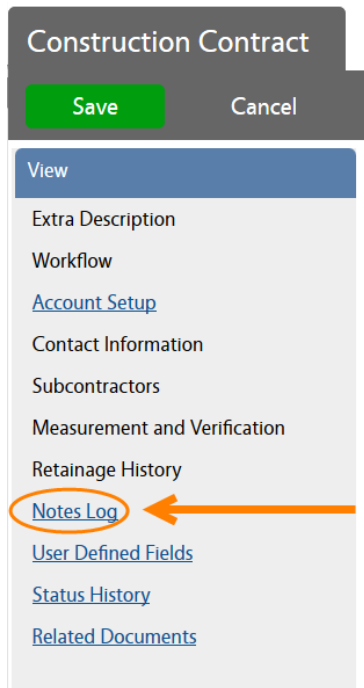 Construction Contract
Save Cancel
View
Extra Description
Workflow
Account Setup
Contact Information
Subcontractors
Measurement and Verification
Retainage History
Notes Log
User Defined Fields
Status History
Related Documents